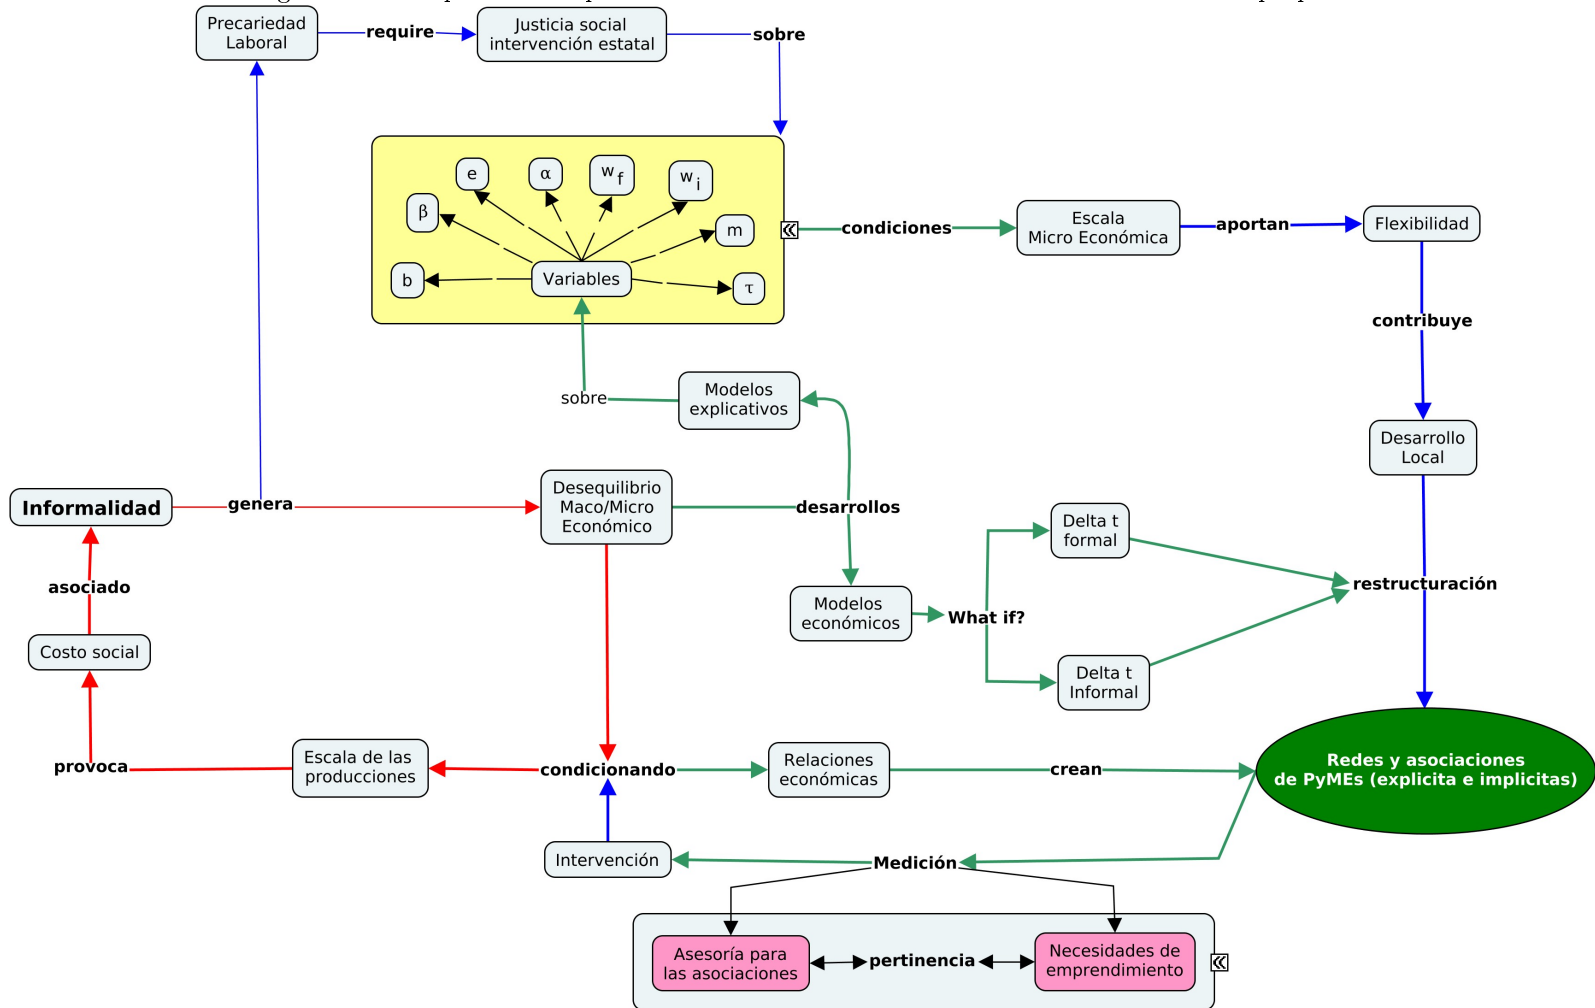 Precariedad
Laboral
require
Justicia social
intervención estatal
sobre
e
α
w f
w i
β
m
b
Variables
τ
condiciones
Escala
Micro Económica
aportan
Flexibilidad
contribuye
sobre
Modelos
explicativos
Desarrollo
Local
Informalidad
genera
Desequilibrio
Maco/Micro
Económico
desarrollos
Delta t
formal
asociado
Modelos
económicos
What if?
restructuración
Costo social
Delta t
Informal
provoca
Escala de las
producciones
condicionando
Relaciones
económicas
crean
Redes y asociaciones
de PyMEs (explicita e implicitas)
Intervención
Medición
Asesoría para
las asociaciones
pertinencia
Necesidades de
emprendimiento